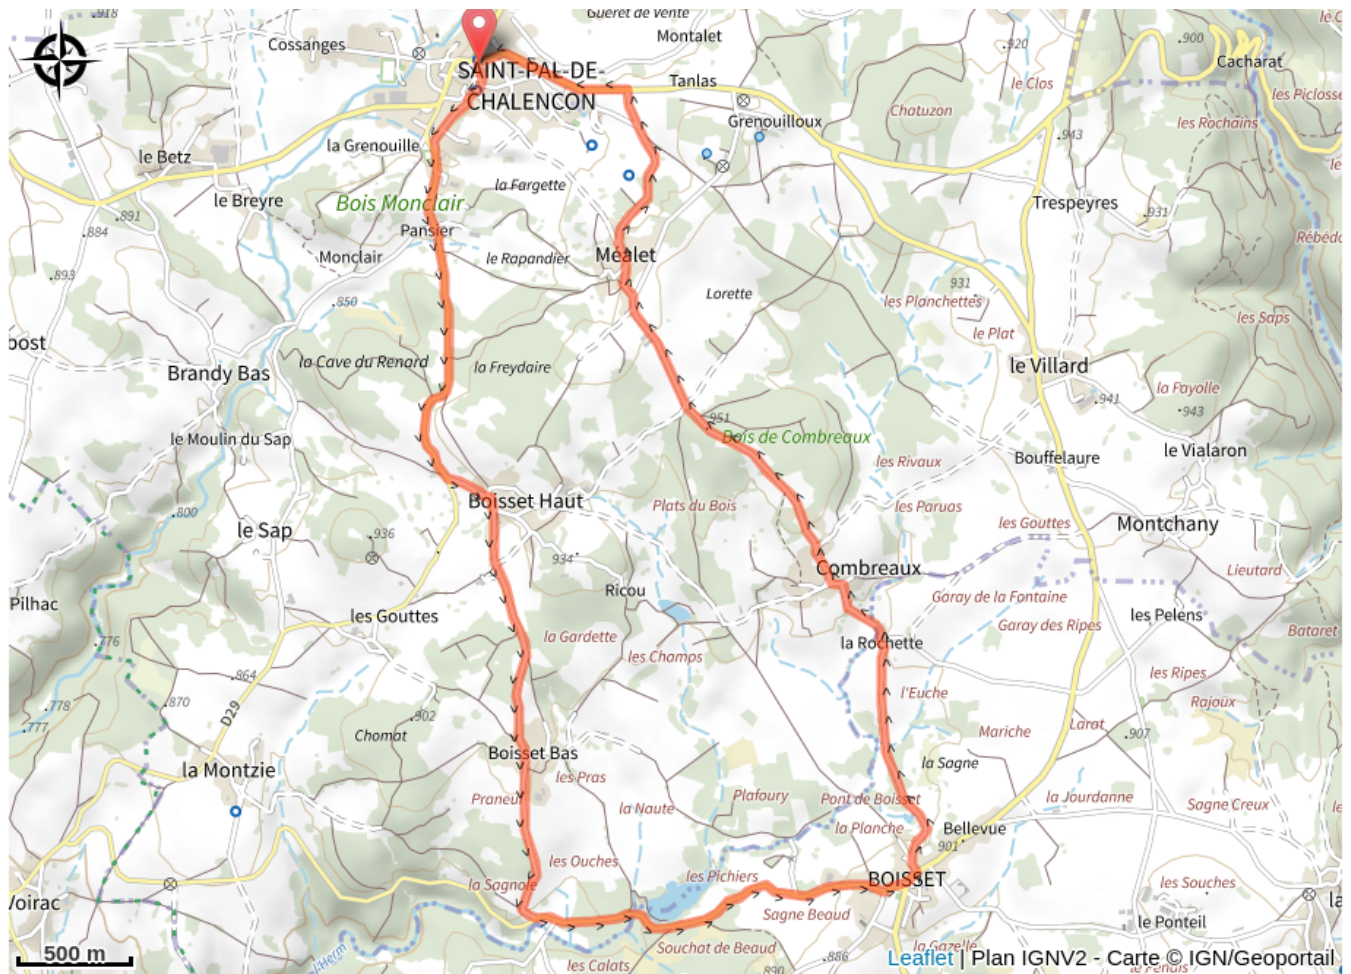 .918
Guéret de Vente
Montalet
Cossanges
.920
.900
Cacharat
SAINT-PAL-DE-
CHALENCON
Tanlas
le Clos
les Piclosse
Chatuzon
Grenouilloux
les Rochains
.943
la Grenouille
le Betz
la Fargette
le Breyre
Bois Monclair
Trespeyres
.891
.884
.931
Pansier
Rébédo
Monclair
le Rapandier
Méalet
.893
931
Lorette
les Planchettes
.850
les Saps
le Plat
post
la Cave du Renard
la Freydaire
le Villard
Brandy Bas
la Fayolle
.941
.943
951
Bois de Combreaux
le Moulin du Sap
les Rivaux
Bouffelaure
le Vialaron
Boisset Haut
Plats du Bois
les Paruas
.800
les Gouttes
Montchany
le Sap
.936
934
Combreaux
Lieutard
Ricou
Pilhac
Garay de la Fontaine
les Gouttes
les Pelens
Garay des Ripes
Bataret
.776
la Gardette
la Rochette
les Champs
.864
les Ripes
l'Euche
.870
Rajoux
.778
D29
.902
.777
Larat
Mariche
.907
Chomat
Boisset Bas
la Sagne
la Montzie
les Pras
Praneuf
Plafoury
Pont de Boisset
la Jourdanne
la Naute
Sagne Creux
la Planche
Bellevue
901
les Ouches
les Pichiers
BOISSET
la Sagnole
les Souches
Voirac
Sagne Beaud
le Ponteil
la
Souchat de Beaud
la Gazelle
l'Herm
.886
500 m
les Calats
890
Leaflet | Plan IGNV2 - Carte © IGN/Geoportail